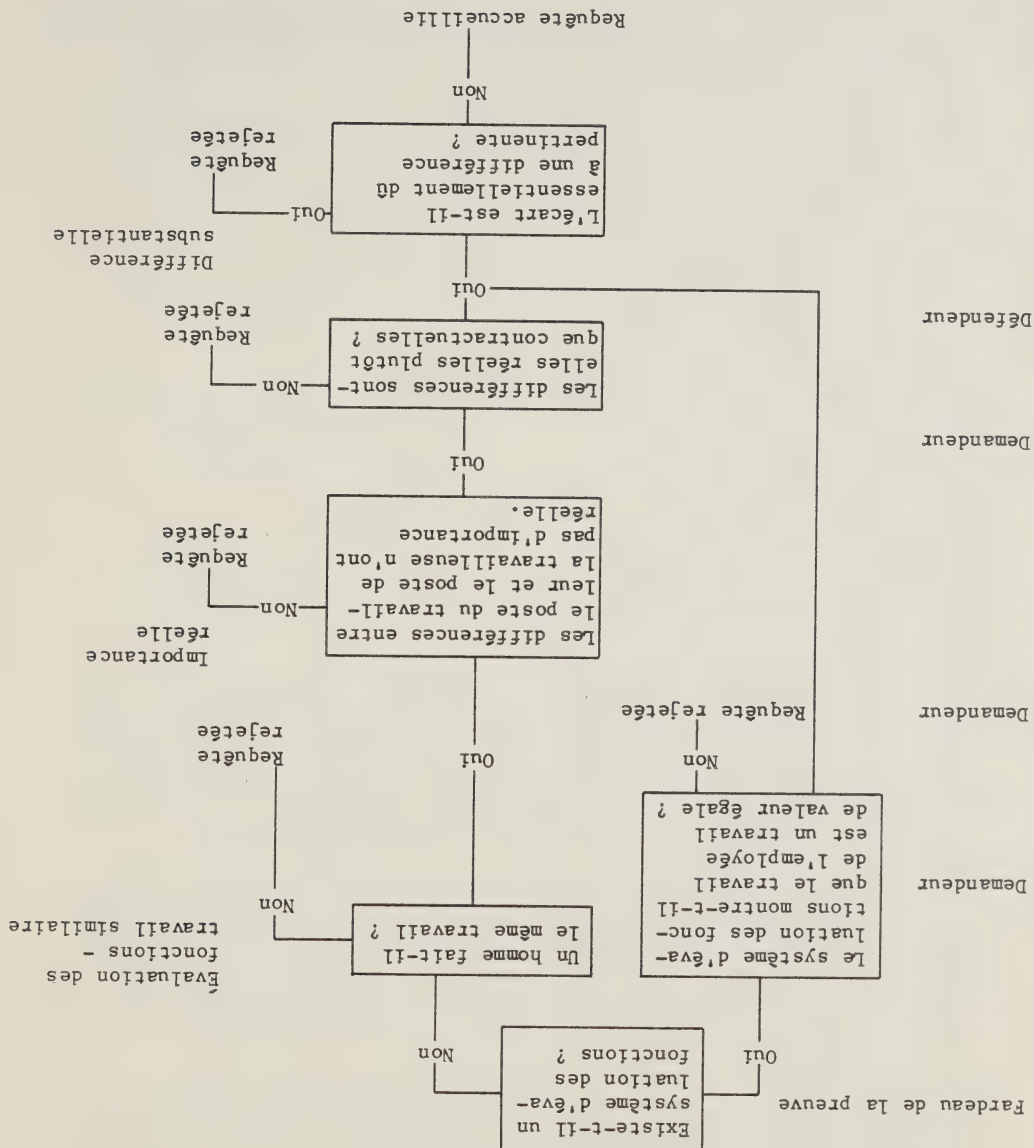 Fardeau de la preuve
Existe-t-il un
système d'éva-
luation des
fonctions ?
Oui
Non
Demandeur
Le système d'éva-
luation des fonc-
tions montre-t-il
que le travail
de l'employée
est un travail
de valeur égale ?
Un homme fait-il
le même travail ?
Non
Évaluation des
fonctions -
travail similaire
Demandeur
Non
Requête rejetée
Oui
Requête
rejetée
Demandeur
Les différences entre
le poste du travail-
leur et le poste de
la travailleuse n'ont
pas d'importance
réelle.
Importance
réelle
Non
Requête
rejetée
Oui
Défendeur
Les différences sont-
elles réelles plutôt
que contractuelles ?
Non
Requête
rejetée
Oui
Différence
substantielle
L'écart est-il
essentiellement dû
à une différence
pertinente ?
Oui
Requête
rejetée
Non
Requête accueillie